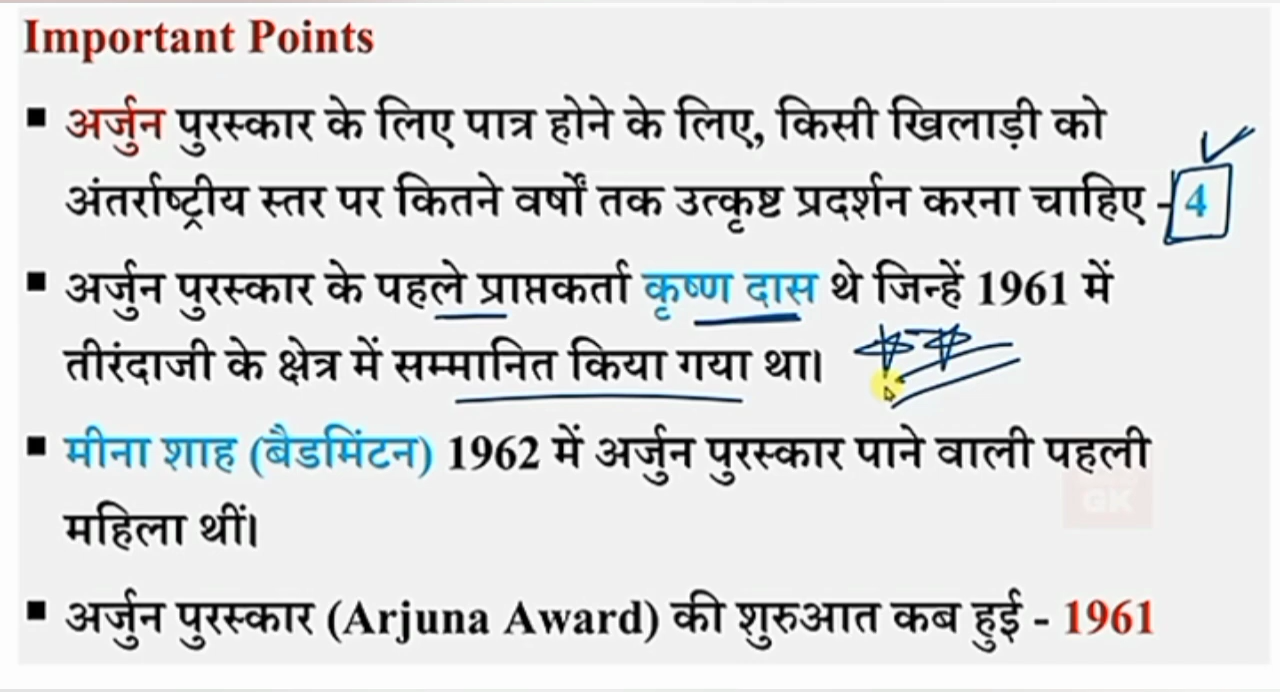 Important Points
▪ अर्जुन पुरस्कार के लिए पात्र होने के लिए, किसी खिलाड़ी को
अंतर्राष्ट्रीय स्तर पर कितने वर्षों तक उत्कृष्ट प्रदर्शन करना चाहिए - 4
▪ अर्जुन पुरस्कार के पहले प्राप्तकर्ता कृष्ण दास थे जिन्हें 1961 में
तीरंदाजी के क्षेत्र में सम्मानित किया गया था।
▪ मीना शाह (बैडमिंटन) 1962 में अर्जुन पुरस्कार पाने वाली पहली
GK
महिला थीं।
▪ अर्जुन पुरस्कार (Arjuna Award) की शुरुआत कब हुई - 1961